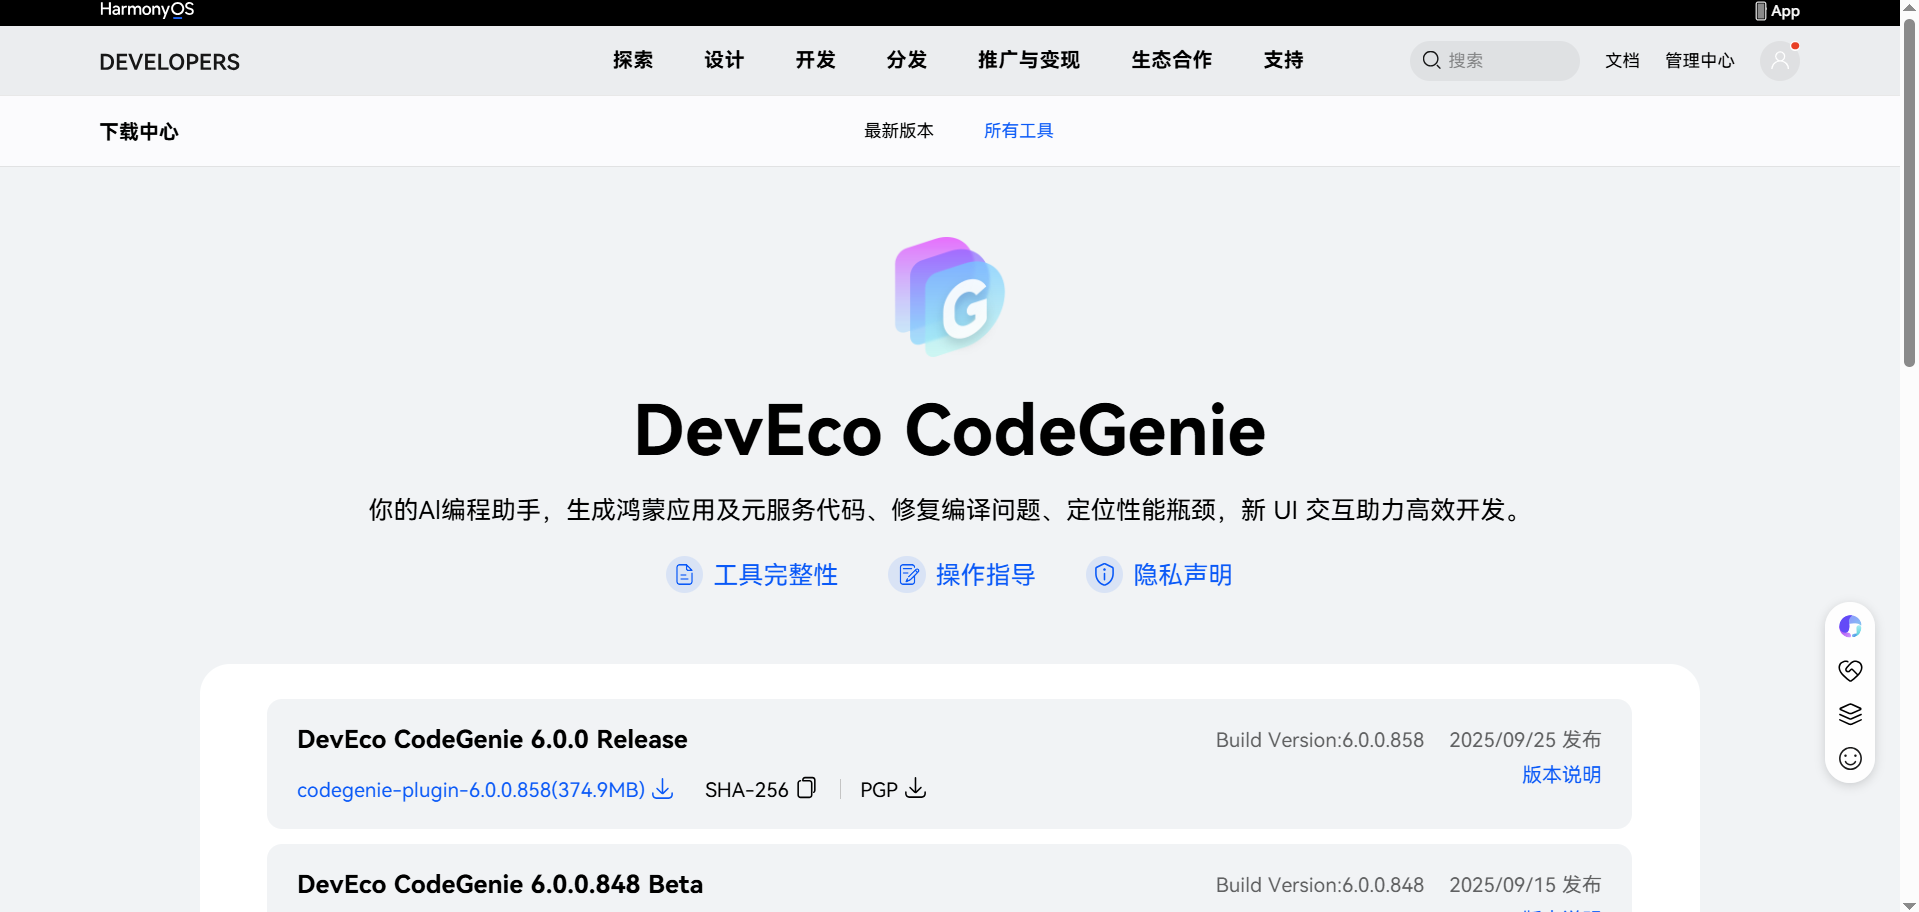 HarmonyOS
App
DEVELOPERS
探索 设计 开发 分发 推广与变现 生态合作 支持
搜索
文档 管理中心
下载中心
最新版本 所有工具
G
DevEco CodeGenie
你的AI编程助手，生成鸿蒙应用及元服务代码、修复编译问题、定位性能瓶颈，新 UI 交互助力高效开发。
工具完整性 操作指导 隐私声明
DevEco CodeGenie 6.0.0 Release
Build Version:6.0.0.858 2025/09/25 发布
版本说明
codegenie-plugin-6.0.0.858(374.9MB) SHA-256 PGP
DevEco CodeGenie 6.0.0.848 Beta
Build Version:6.0.0.848 2025/09/15 发布